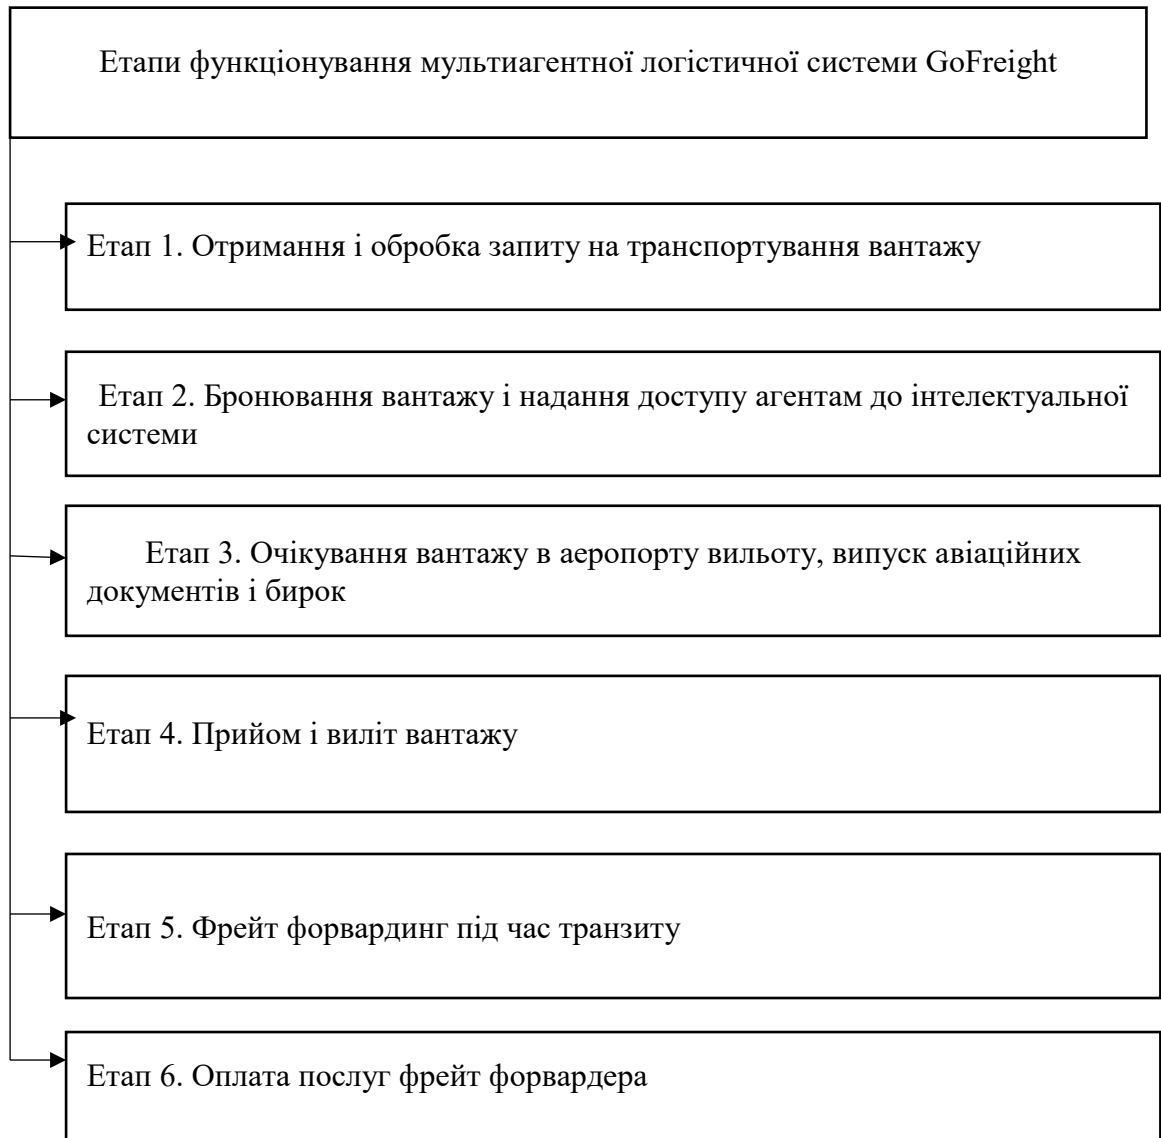 Етапи функціонування мультиагентної логістичної системи GoFreight
Етап 1. Отримання і обробка запиту на транспортування вантажу
Етап 2. Бронювання вантажу і надання доступу агентам до інтелектуальної
системи
Етап 3. Очікування вантажу в аеропорту вильоту, випуск авіаційних
документів і бирок
Етап 4. Прийом і виліт вантажу
Етап 5. Фрейт форвардинг під час транзиту
Етап 6. Оплата послуг фрейт форвардера